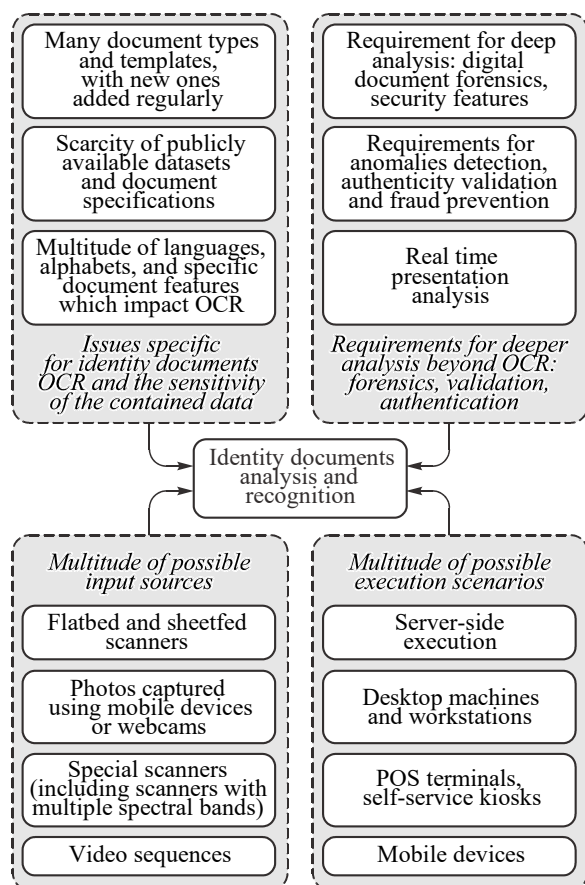 Many document types
and templates,
with new ones
added regularly
Scarcity of publicly
available datasets
and document
specifications
Multitude of languages,
alphabets, and specific
document features
which impact OCR
Issues specific
for identity documents
OCR and the sensitivity
of the contained data
Requirement for deep
analysis: digital
document forensics,
security features
Requirements for
anomalies detection,
authenticity validation
and fraud prevention
Real time
presentation
analysis
Requirements for deeper
analysis beyond OCR:
forensics, validation,
authentication
Identity documents
analysis and
recognition
Multitude of possible
input sources
Flatbed and sheetfed
scanners
Photos captured
using mobile devices
or webcams
Special scanners
(including scanners with
multiple spectral bands)
Video sequences
Multitude of possible
execution scenarios
Server-side
execution
Desktop machines
and workstations
POS terminals,
self-service kiosks
Mobile devices